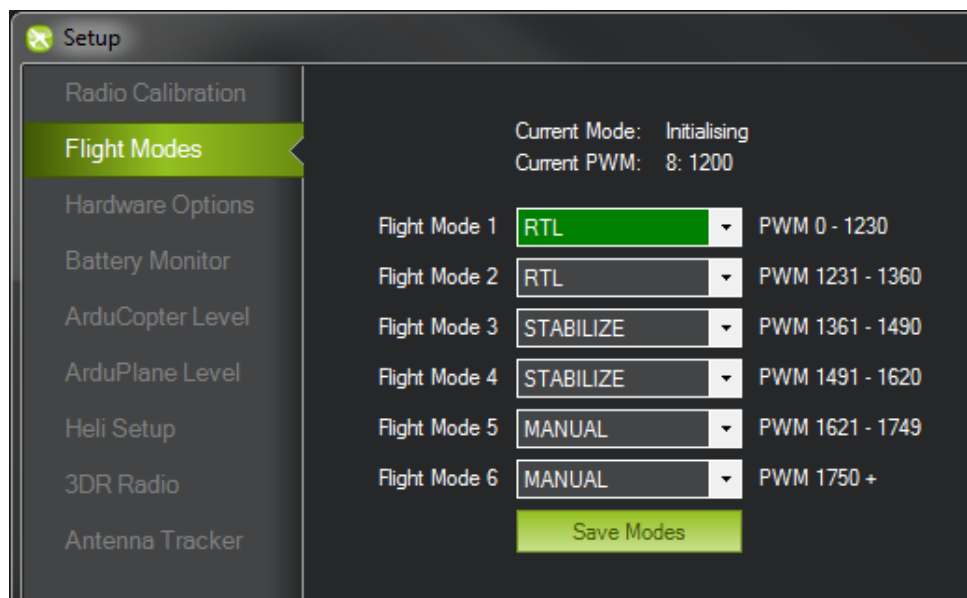 Setup
Radio Calibration
Flight Modes
Hardware Options
Battery Monitor
ArduCopter Level
ArduPlane Level
Heli Setup
3DR Radio
Antenna Tracker
Current Mode: Initialising
Current PWM: 8: 1200
Flight Mode 1 RTL PWM 0 - 1230
Flight Mode 2 RTL PWM 1231 - 1360
Flight Mode 3 STABILIZE PWM 1361 - 1490
Flight Mode 4 STABILIZE PWM 1491 - 1620
Flight Mode 5 MANUAL PWM 1621 - 1749
Flight Mode 6 MANUAL PWM 1750 +
Save Modes